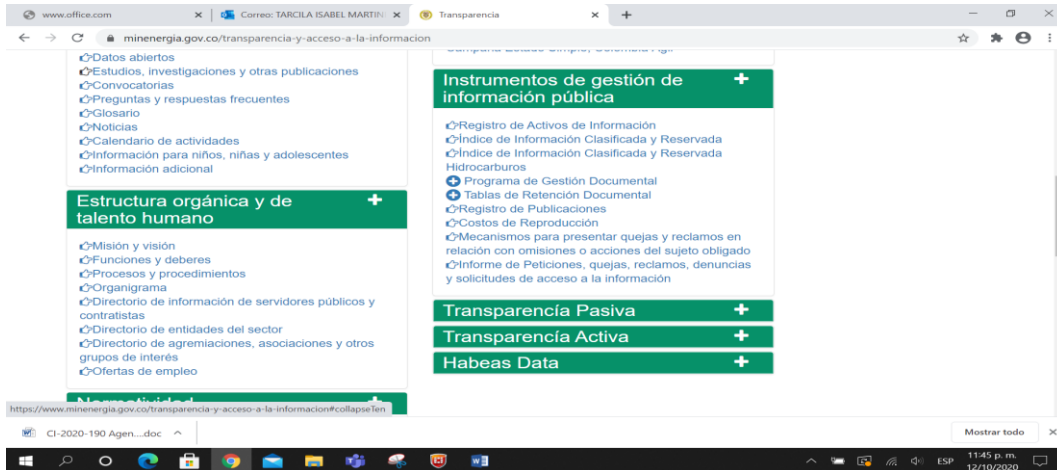 www.office.com
Correo: TARCILA ISABEL MARTIN
Transparencia
minenergia.gov.co/transparencia-y-acceso-a-la-informacion
Datos abiertos
Estudios, investigaciones y otras publicaciones
Convocatorias
Preguntas y respuestas frecuentes
Glosario
Noticias
Calendario de actividades
Información para niños, niñas y adolescentes
Información adicional
Estructura orgánica y de
talento humano
Misión y visión
Funciones y deberes
Procesos y procedimientos
Organigrama
Directorio de información de servidores públicos y
contratistas
Directorio de entidades del sector
Directorio de agremiaciones, asociaciones y otros
grupos de interés
Ofertas de empleo
Normatividad
Campaña Estado Simple, Colombia Ágil
Instrumentos de gestión de
información pública
Registro de Activos de Información
Índice de Información Clasificada y Reservada
Índice de Información Clasificada y Reservada
Hidrocarburos
Programa de Gestión Documental
Tablas de Retención Documental
Registro de Publicaciones
Costos de Reproducción
Mecanismos para presentar quejas y reclamos en
relación con omisiones o acciones del sujeto obligado
Informe de Peticiones, quejas, reclamos, denuncias
y solicitudes de acceso a la información
Transparencía Pasiva
Transparencía Activa
Habeas Data
https://www.minenergia.gov.co/transparencia-y-acceso-a-la-informacion#collapseTen
CI-2020-190 Agen....doc
Mostrar todo
ESP
11:45 p. m.
12/10/2020